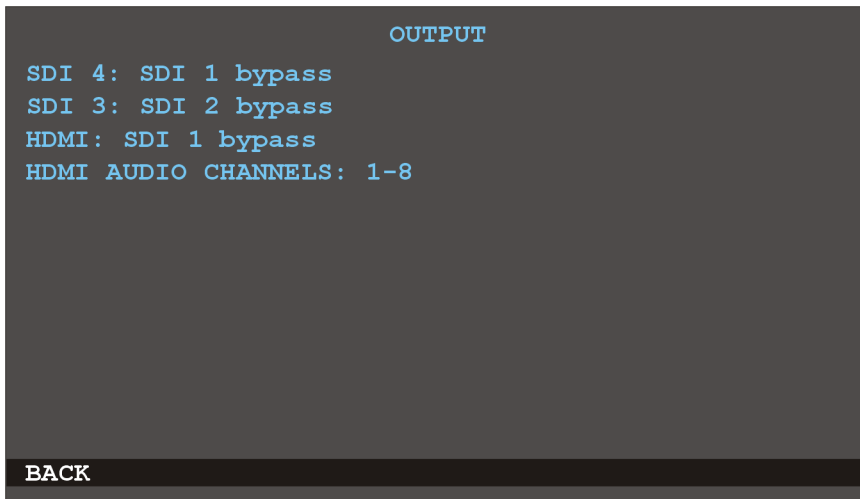 OUTPUT
SDI 4: SDI 1 bypass
SDI 3: SDI 2 bypass
HDMI: SDI 1 bypass
HDMI AUDIO CHANNELS: 1-8
BACK